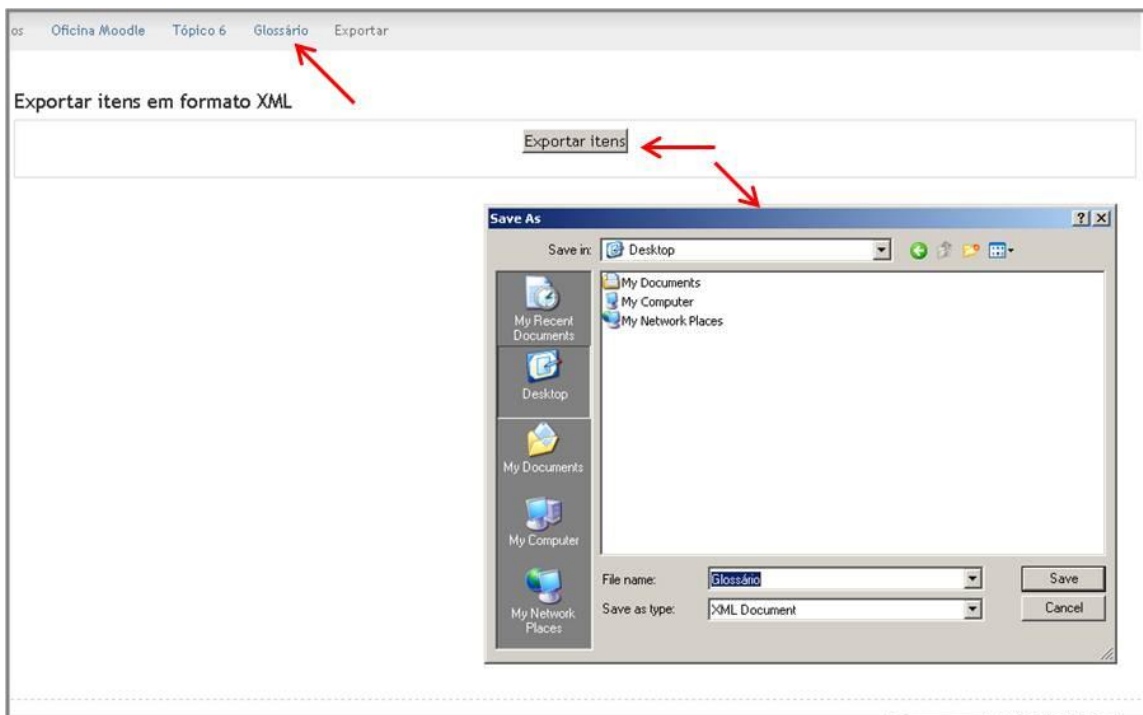 os Oficina Moodle Tópico 6 Glossário Exportar
Exportar itens em formato XML
Exportar itens
Save As
Save in: Desktop
My Recent Documents
Desktop
My Documents
My Computer
My Network Places
My Documents
My Computer
My Network Places
File name: Glossário Save
Save as type: XML Document Cancel